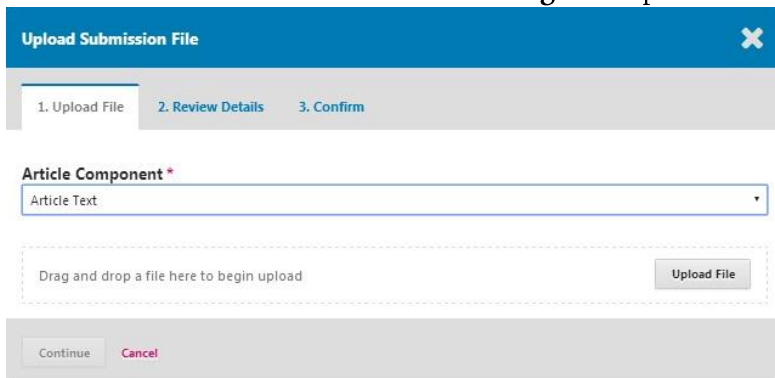 Upload Submission File
1. Upload File 2. Review Details 3. Confirm
Article Component *
Article Text
Drag and drop a file here to begin upload Upload File
Continue Cancel